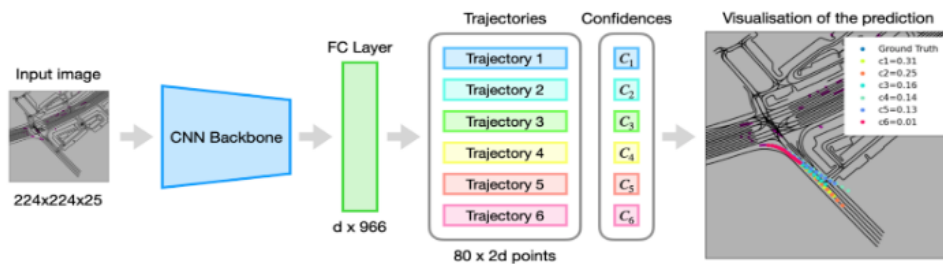 Trajectories
Confidences
Visualisation of the prediction
FC Layer
Input image
CNN Backbone
224x224x25
d x 966
Trajectory 1
Trajectory 2
Trajectory 3
Trajectory 4
Trajectory 5
Trajectory 6
80 x 2d points
C1
C2
C3
C4
C5
C6
Ground Truth
c1=0.31
c2=0.25
c3=0.16
c4=0.14
c5=0.13
c6=0.01